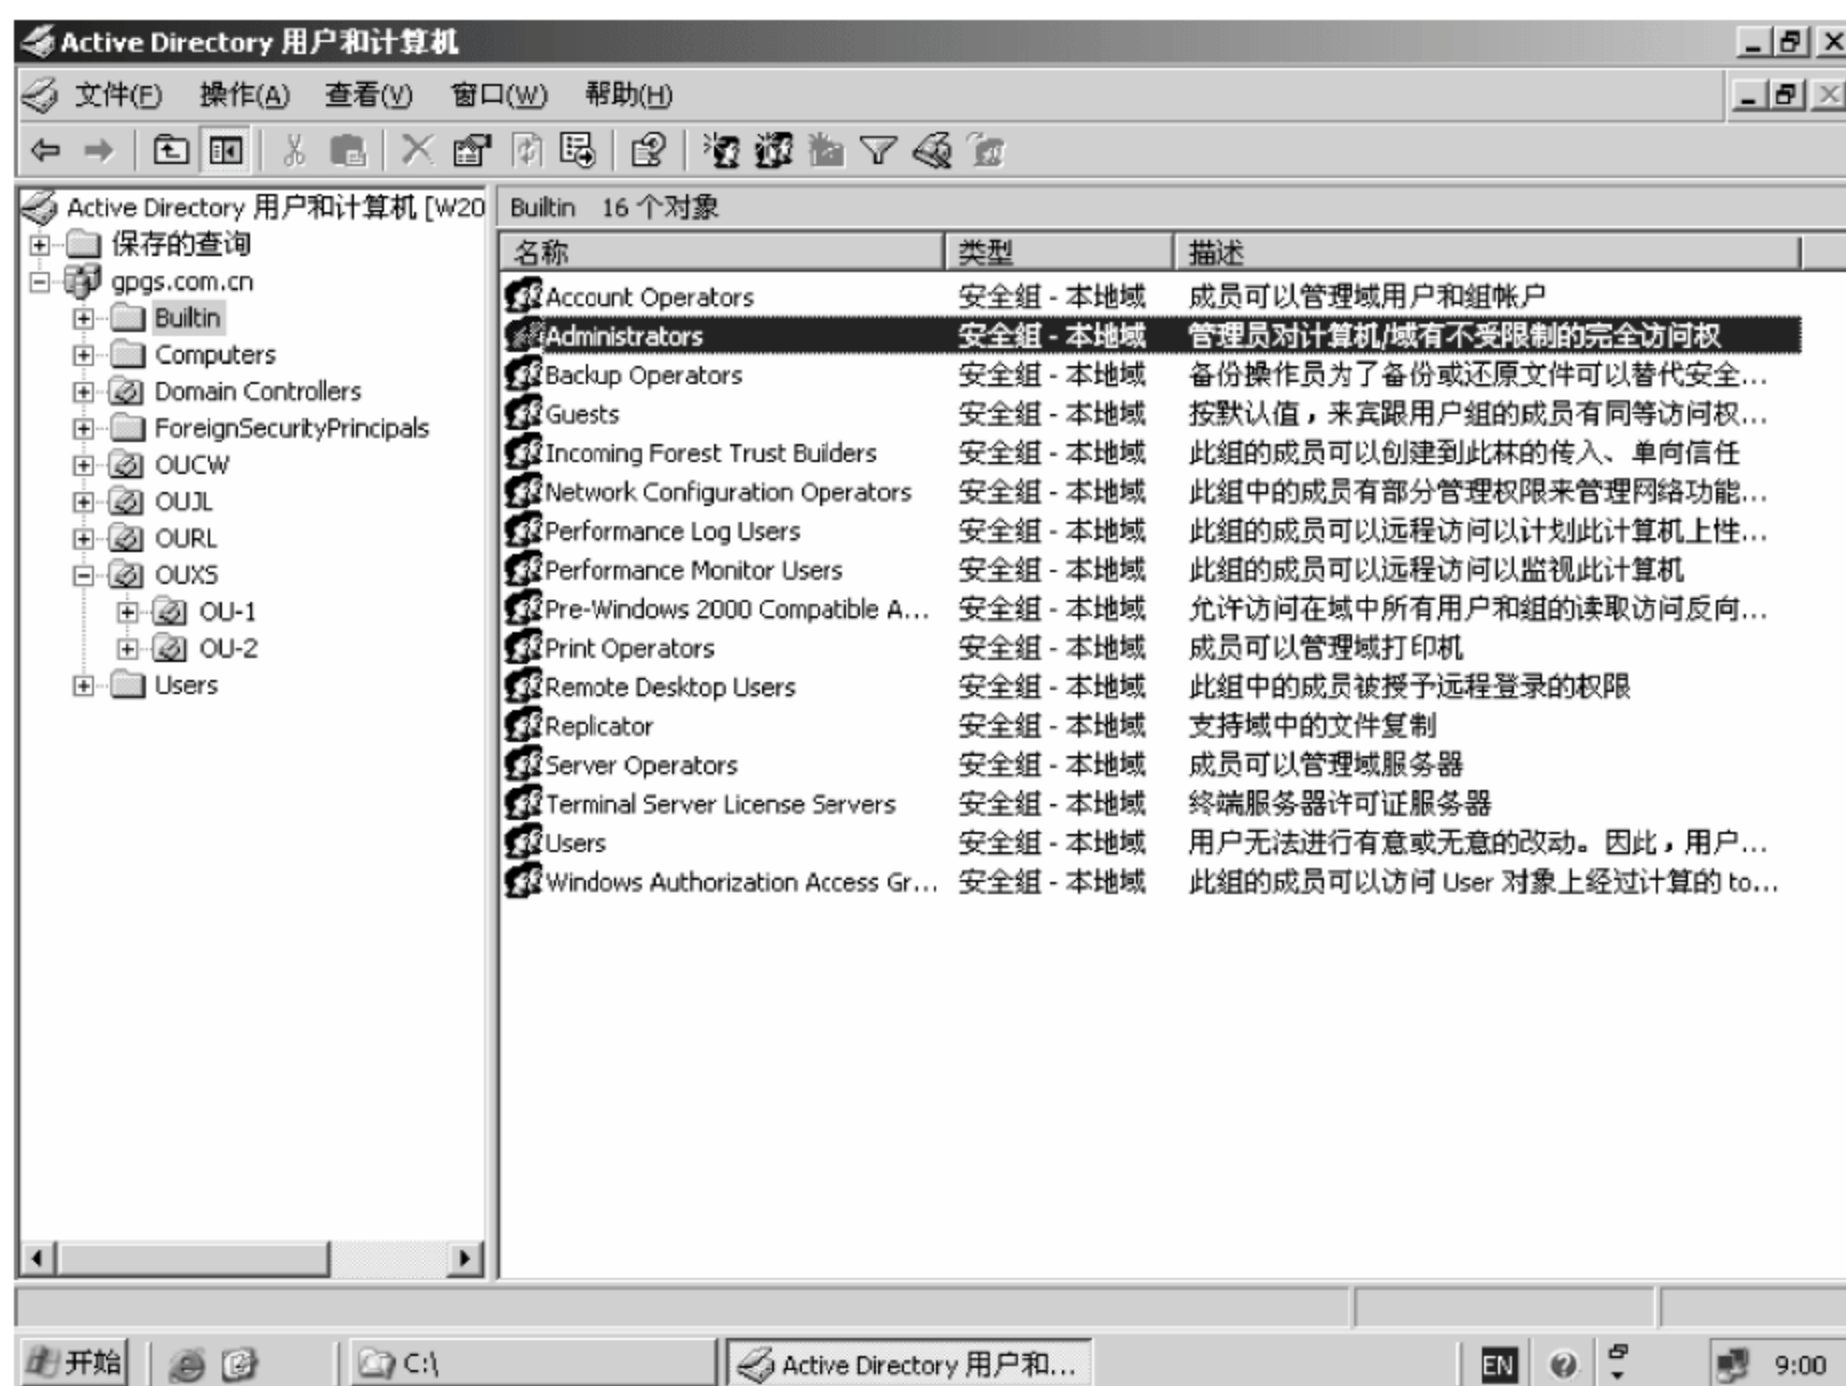 Active Directory 用户和计算机
文件(F) 操作(A) 查看(V) 窗口(W) 帮助(H)
Active Directory 用户和计算机 [W20
保存的查询
gpgs.com.cn
Builtin
Computers
Domain Controllers
ForeignSecurityPrincipals
OUCW
OUJL
OURL
OUXS
OU-1
OU-2
Users
Builtin 16 个对象
名称 类型 描述
Account Operators 安全组 - 本地域 成员可以管理域用户和组帐户
Administrators 安全组 - 本地域 管理员对计算机/域有不受限制的完全访问权
Backup Operators 安全组 - 本地域 备份操作员为了备份或还原文件可以替代安全...
Guests 安全组 - 本地域 按默认值，来宾跟用户组的成员有同等访问权...
Incoming Forest Trust Builders 安全组 - 本地域 此组的成员可以创建到此林的传入、单向信任
Network Configuration Operators 安全组 - 本地域 此组中的成员有部分管理权限来管理网络功能...
Performance Log Users 安全组 - 本地域 此组的成员可以远程访问以计划此计算机上性...
Performance Monitor Users 安全组 - 本地域 此组的成员可以远程访问以监视此计算机
Pre-Windows 2000 Compatible A... 安全组 - 本地域 允许访问在域中所有用户和组的读取访问反向...
Print Operators 安全组 - 本地域 成员可以管理域打印机
Remote Desktop Users 安全组 - 本地域 此组中的成员被授予远程登录的权限
Replicator 安全组 - 本地域 支持域中的文件复制
Server Operators 安全组 - 本地域 成员可以管理域服务器
Terminal Server License Servers 安全组 - 本地域 终端服务器许可证服务器
Users 安全组 - 本地域 用户无法进行有意或无意的改动。因此，用户...
Windows Authorization Access Gr... 安全组 - 本地域 此组的成员可以访问 User 对象上经过计算的 to...
开始 C:\ Active Directory 用户和... EN 9:00